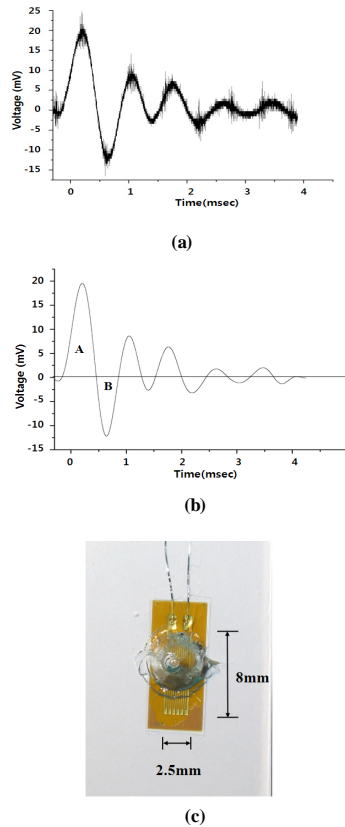 25
20
15
10
5
0
-5
-10
-15
Voltage (mV)
0 1 2 3 4
Time(msec)
(a)
20
15
10
5
0
-5
-10
-15
Voltage (mV)
A
B
0 1 2 3 4
Time(msec)
(b)
8mm
2.5mm
(c)